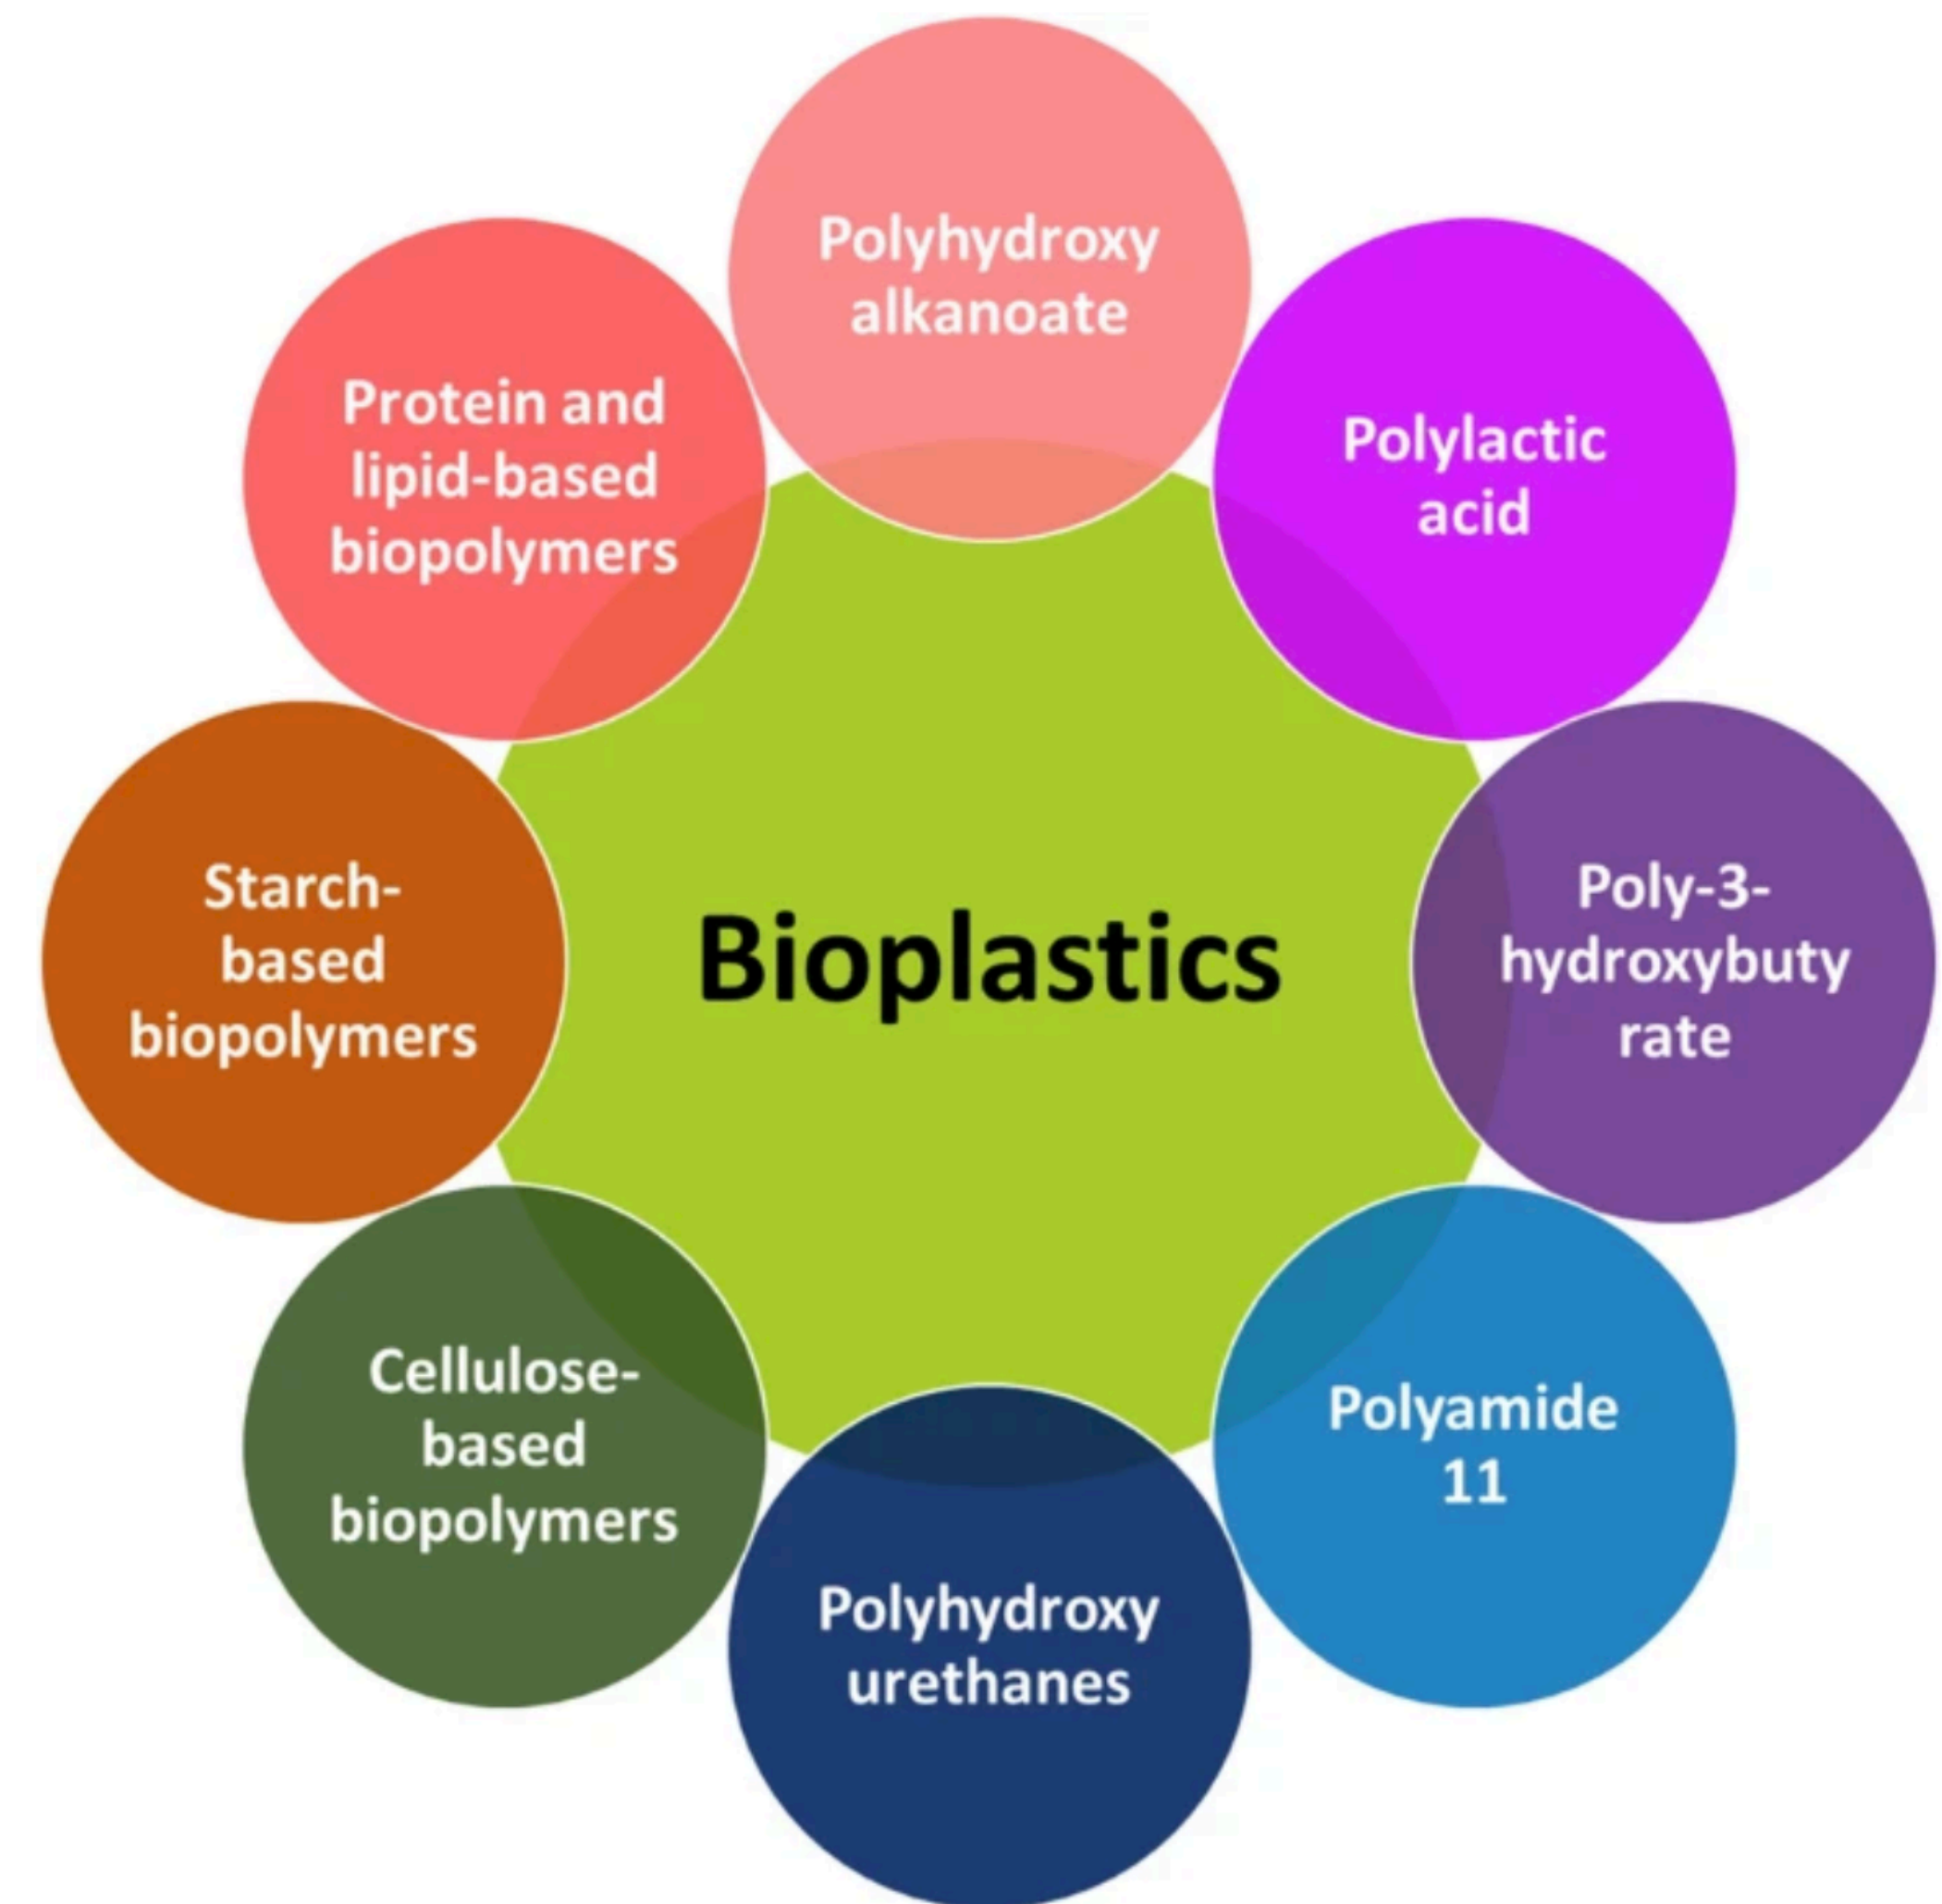 Polyhydroxy
alkanoate
Polylactic
acid
Poly-3-
hydroxybuty
rate
Polyamide
11
Polyhydroxy
urethanes
Cellulose-
based
biopolymers
Starch-
based
biopolymers
Protein and
lipid-based
biopolymers
Bioplastics